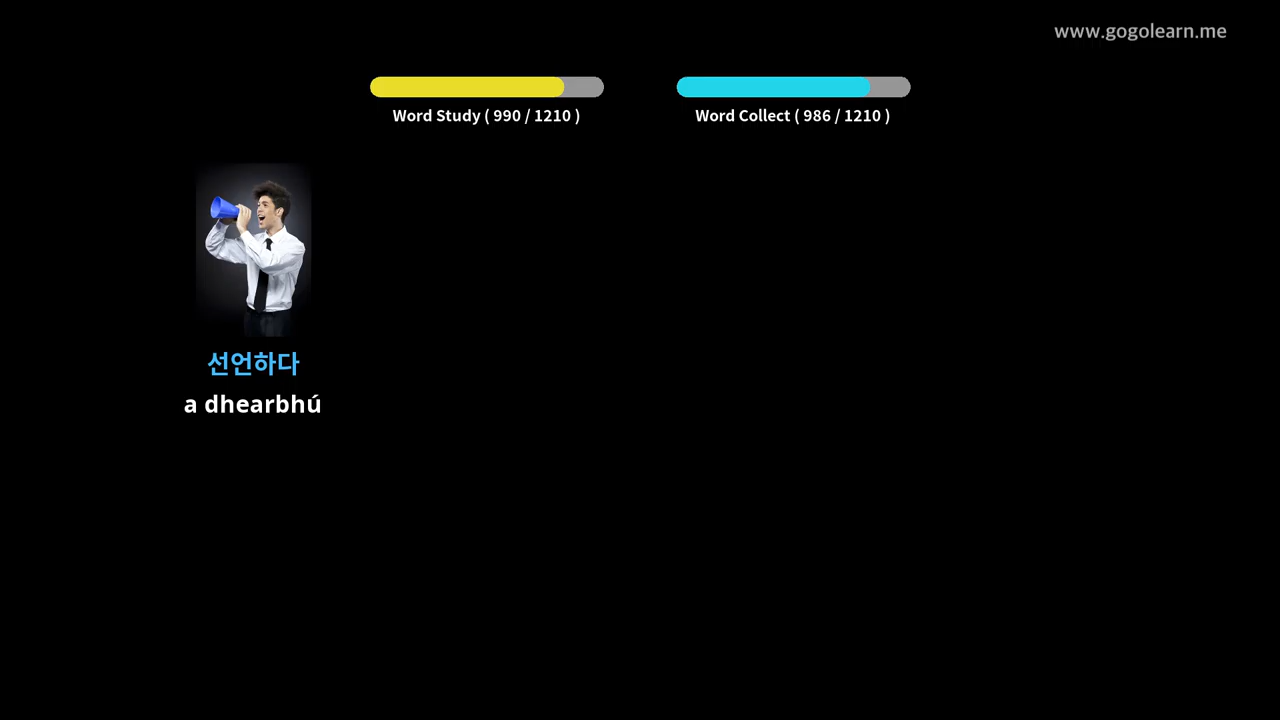 www.gogolearn.me
Word Study ( 990 / 1210 )
Word Collect ( 986 / 1210 )
선언하다
a dhearbhú